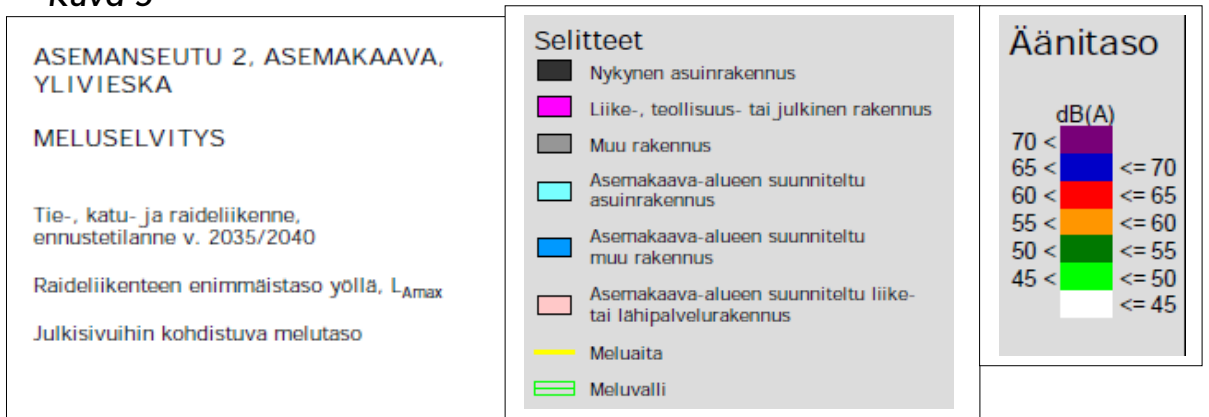 ASEMANSEUTU 2, ASEMAKAAVA,
YLIVIESKA
MELUSELVITYS
Tie-, katu- ja raideliikenne,
ennustetilanne v. 2035/2040
Raideliikenteen enimmäistaso yöllä, LAmax
Julkisivuihin kohdistuva melutaso
Selitteet
Nykynen asuinrakennus
Liike-, teollisuus- tai julkinen rakennus
Muu rakennus
Asemakaava-alueen suunniteltu
asuinrakennus
Asemakaava-alueen suunniteltu
muu rakennus
Asemakaava-alueen suunniteltu liike-
tai lähipalvelurakennus
Meluaita
Meluvalli
Äänitaso
dB(A)
70 <
65 < <= 70
60 < <= 65
55 < <= 60
50 < <= 55
45 < <= 50
<= 45